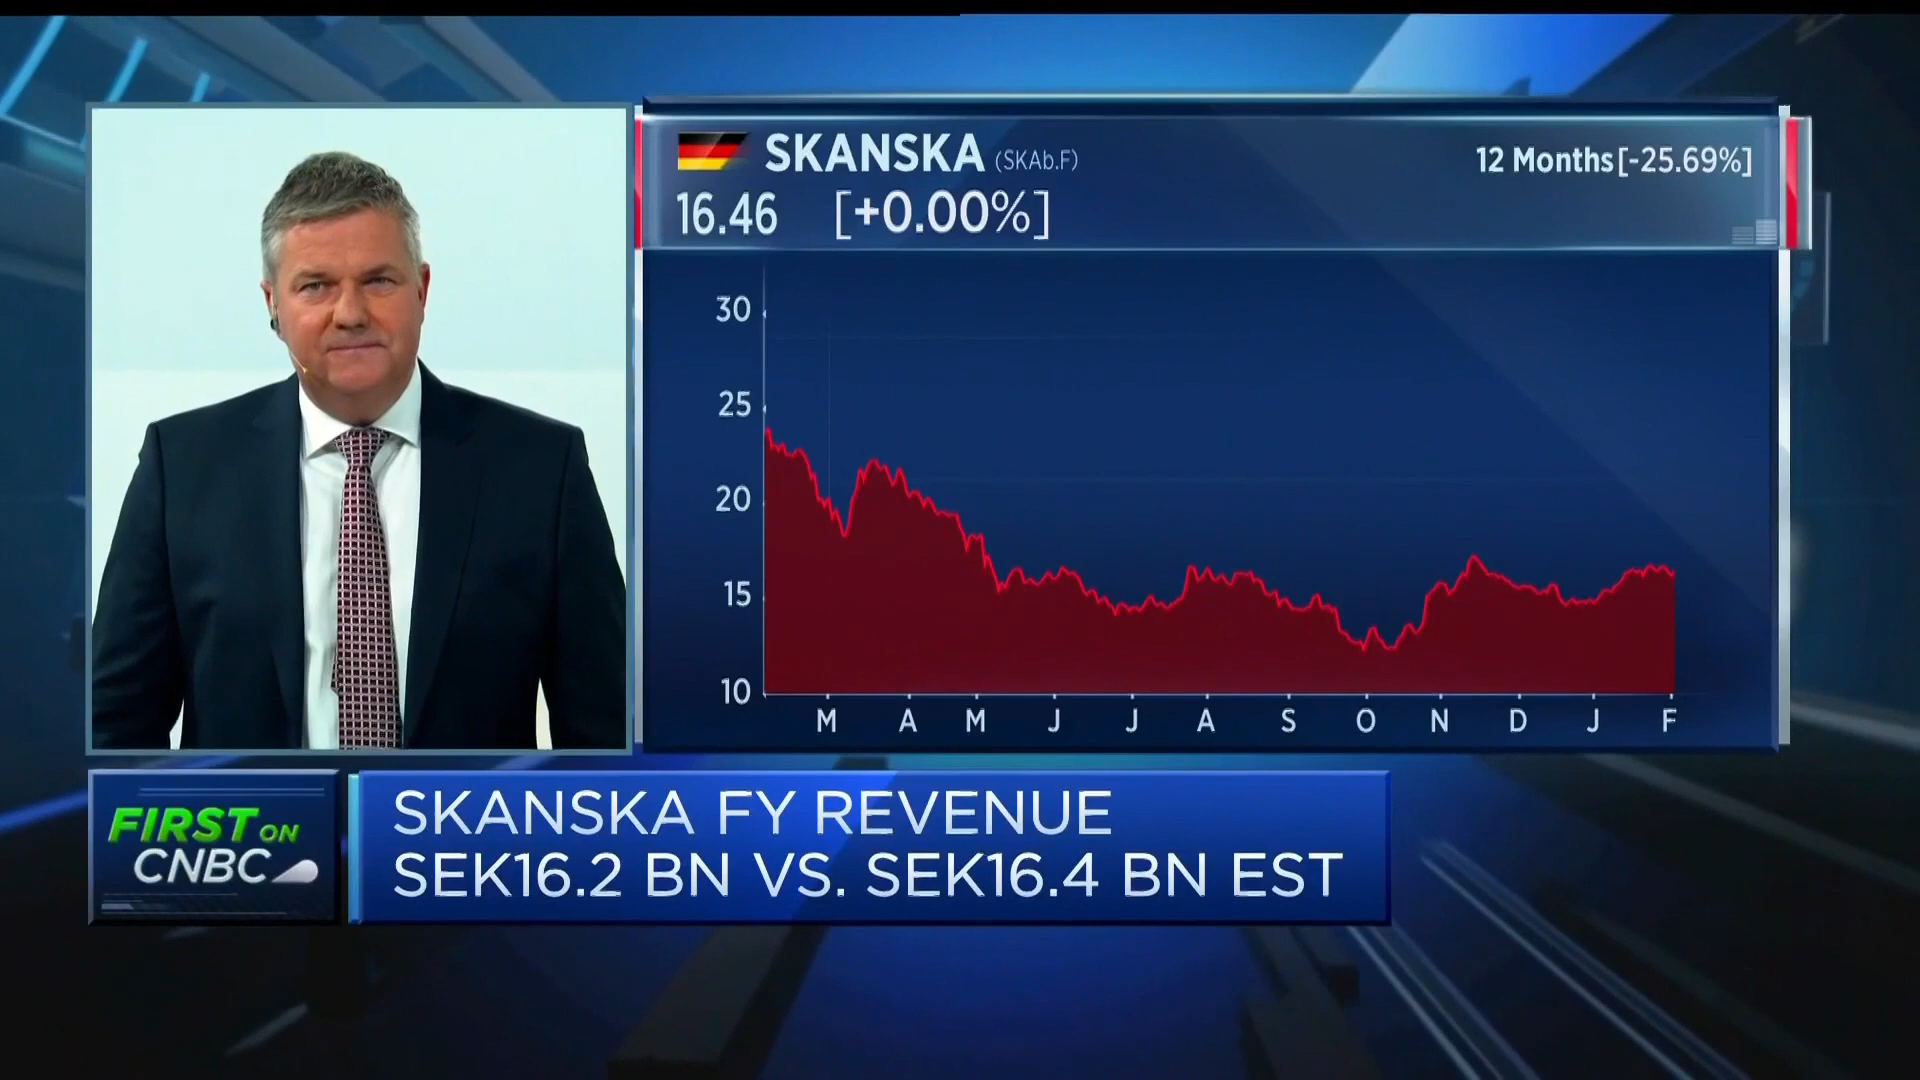 SKANSKA (SKAb.F)
12 Months [-25.69%]
16.46 [+0.00%]
30
25
20
15
10
M A M J J A S O N D J F
FIRST ON
CNBC
SKANSKA FY REVENUE
SEK16.2 BN VS. SEK16.4 BN EST